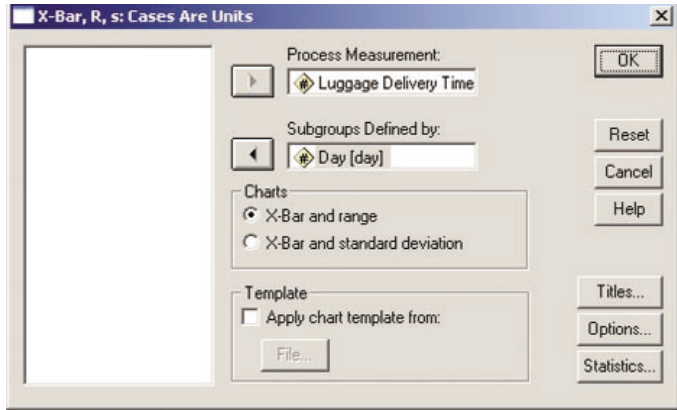 X-Bar, R, s: Cases Are Units
Process Measurement:
Luggage Delivery Time
OK
Subgroups Defined by:
Day [day]
Reset
Cancel
Help
Charts
X-Bar and range
X-Bar and standard deviation
Template
Apply chart template from:
File...
Titles...
Options...
Statistics...